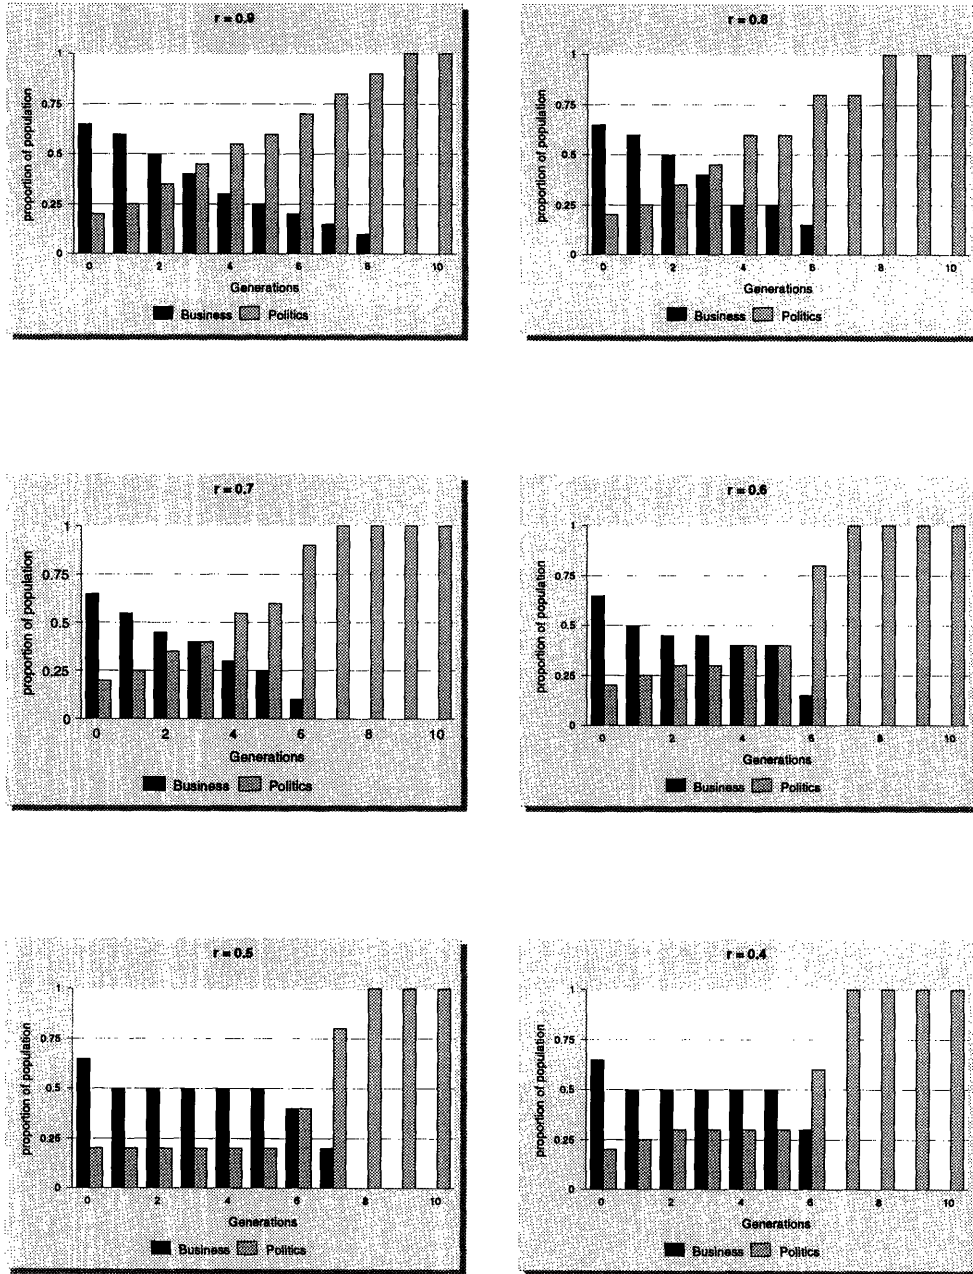 r = 0.9
proportion of population
1
0.75
0.5
0.25
0
0 2 4 6 8 10
Generations
Business Politics
r = 0.8
proportion of population
1
0.75
0.5
0.25
0
0 2 4 6 8 10
Generations
Business Politics
r = 0.7
proportion of population
1
0.75
0.5
0.25
0
0 2 4 6 8 10
Generations
Business Politics
r = 0.6
proportion of population
1
0.75
0.5
0.25
0
0 2 4 6 8 10
Generations
Business Politics
r = 0.5
proportion of population
1
0.75
0.5
0.25
0
0 2 4 6 8 10
Generations
Business Politics
r = 0.4
proportion of population
1
0.75
0.5
0.25
0
0 2 4 6 8 10
Generations
Business Politics